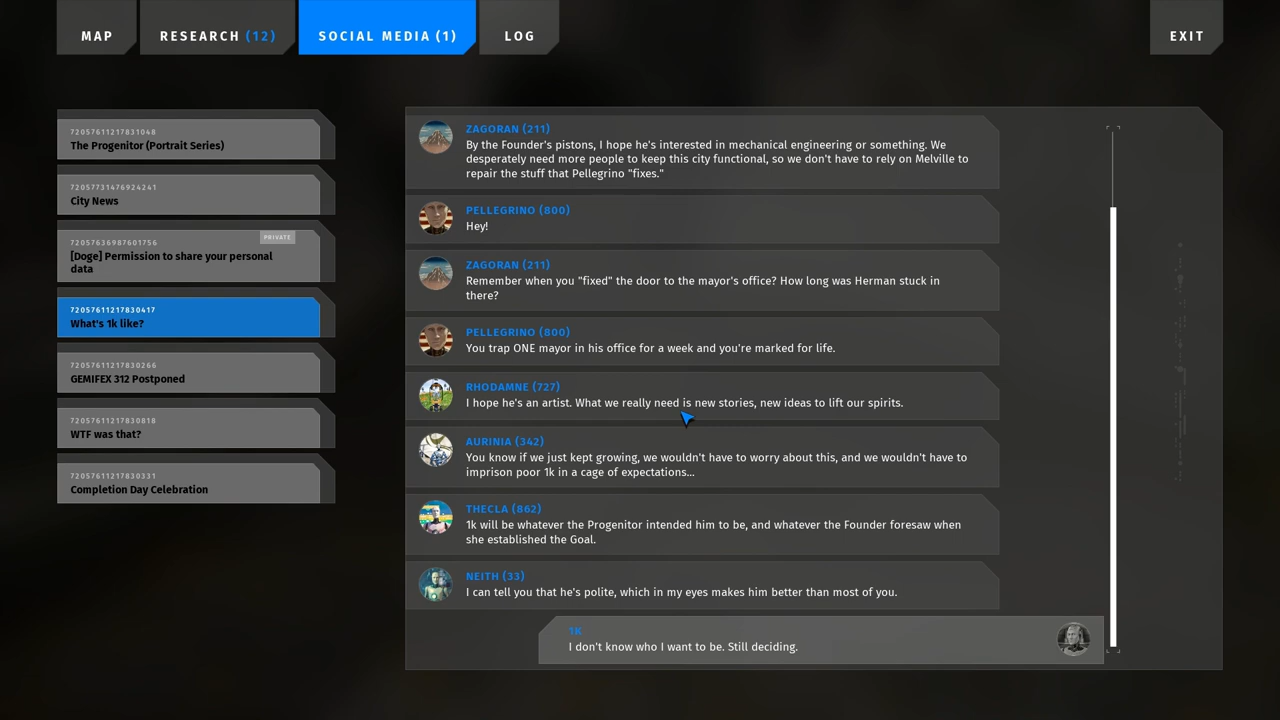 MAP
RESEARCH (12)
SOCIAL MEDIA (1)
LOG
EXIT
72057611217831048
The Progenitor (Portrait Series)
72057731476924241
City News
72057636987601756
PRIVATE
[Doge] Permission to share your personal
data
72057611217830417
What's 1k like?
72057611217830266
GEMIFEX 312 Postponed
72057611217830818
WTF was that?
72057611217830331
Completion Day Celebration
ZAGORAN (211)
By the Founder's pistons, I hope he's interested in mechanical engineering or something. We
desperately need more people to keep this city functional, so we don't have to rely on Melville to
repair the stuff that Pellegrino "fixes."
PELLEGRINO (800)
Hey!
ZAGORAN (211)
Remember when you "fixed" the door to the mayor's office? How long was Herman stuck in
there?
PELLEGRINO (800)
You trap ONE mayor in his office for a week and you're marked for life.
RHODAMNE (727)
I hope he's an artist. What we really need is new stories, new ideas to lift our spirits.
AURINIA (342)
You know if we just kept growing, we wouldn't have to worry about this, and we wouldn't have to
imprison poor 1k in a cage of expectations...
THECLA (862)
1k will be whatever the Progenitor intended him to be, and whatever the Founder foresaw when
she established the Goal.
NEITH (33)
I can tell you that he's polite, which in my eyes makes him better than most of you.
1K
I don't know who I want to be. Still deciding.